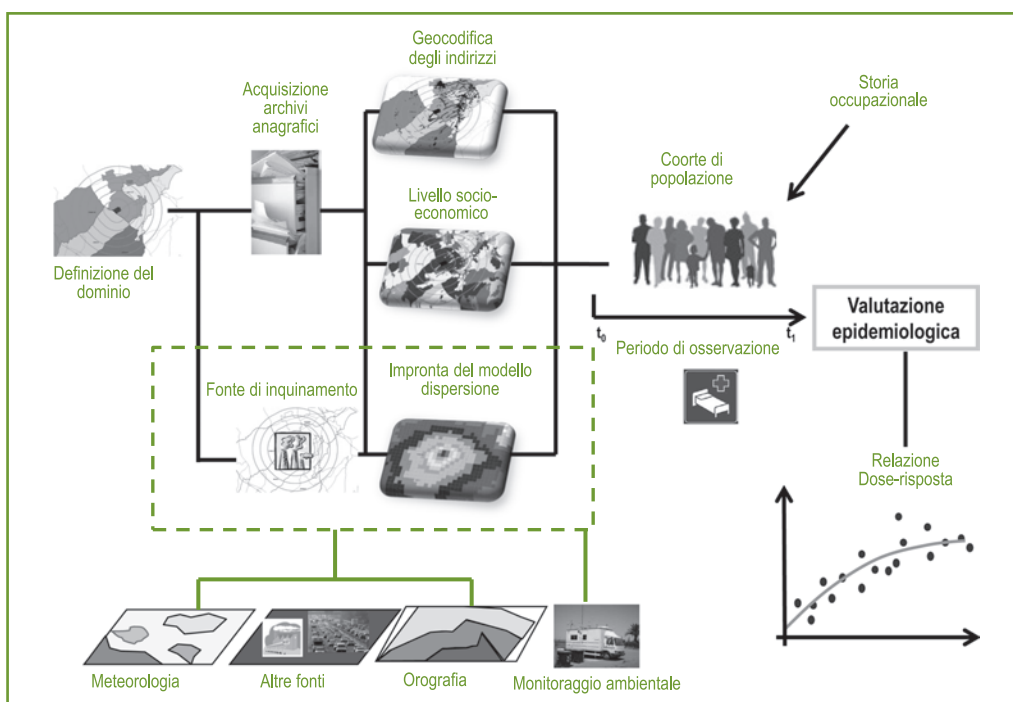 Geocodifica
degli indirizzi
Acquisizione
archivi
anagrafici
Storia
occupazionale
Coorte di
popolazione
Livello socio-
economico
Definizione del
dominio
t0
t1
Valutazione
epidemiologica
Periodo di osservazione
Fonte di inquinamento
Impronta del modello
dispersione
Relazione
Dose-risposta
Meteorologia
Altre fonti
Orografia
Monitoraggio ambientale